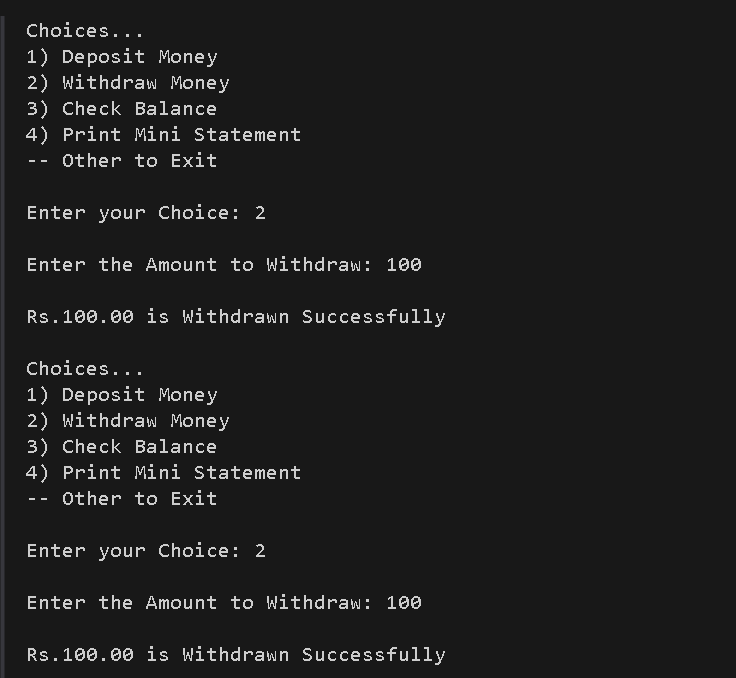 Choices...
1) Deposit Money
2) Withdraw Money
3) Check Balance
4) Print Mini Statement
-- Other to Exit
Enter your Choice: 2
Enter the Amount to Withdraw: 100
Rs.100.00 is Withdrawn Successfully
Choices...
1) Deposit Money
2) Withdraw Money
3) Check Balance
4) Print Mini Statement
-- Other to Exit
Enter your Choice: 2
Enter the Amount to Withdraw: 100
Rs.100.00 is Withdrawn Successfully